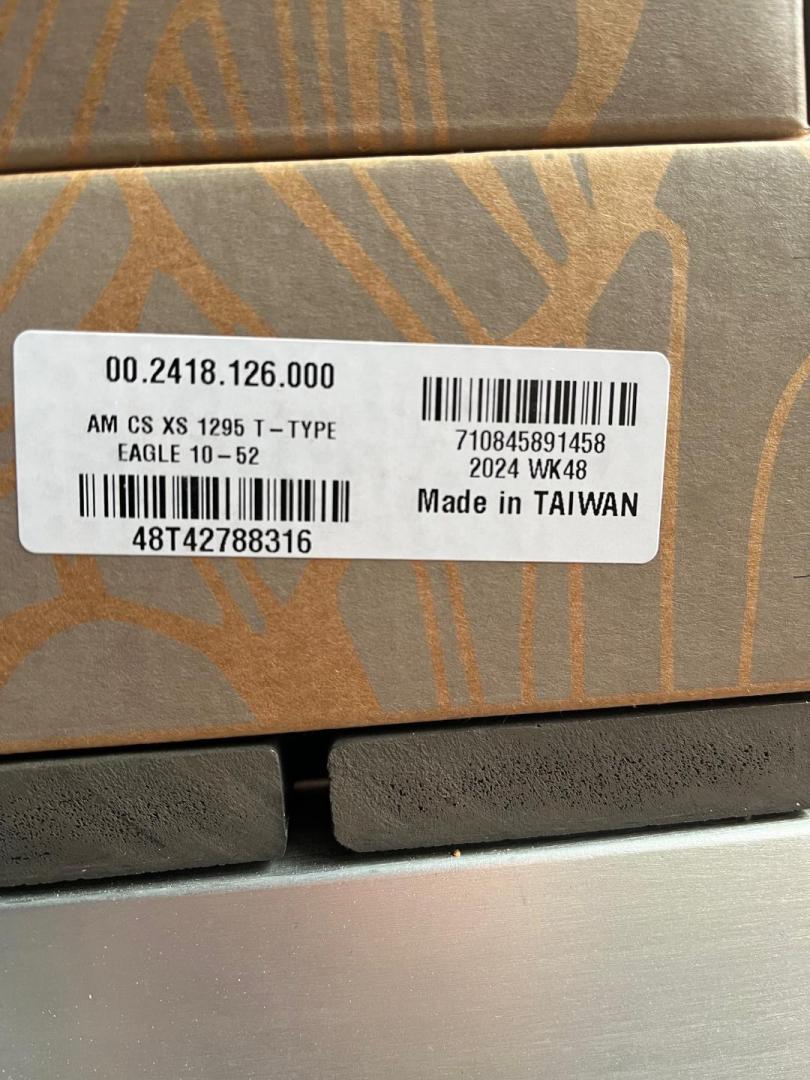 00.2418.126.000
AM CS XS 1295 T-TYPE
EAGLE 10-52
48T42788316
710845891458
2024 WK48
Made in TAIWAN